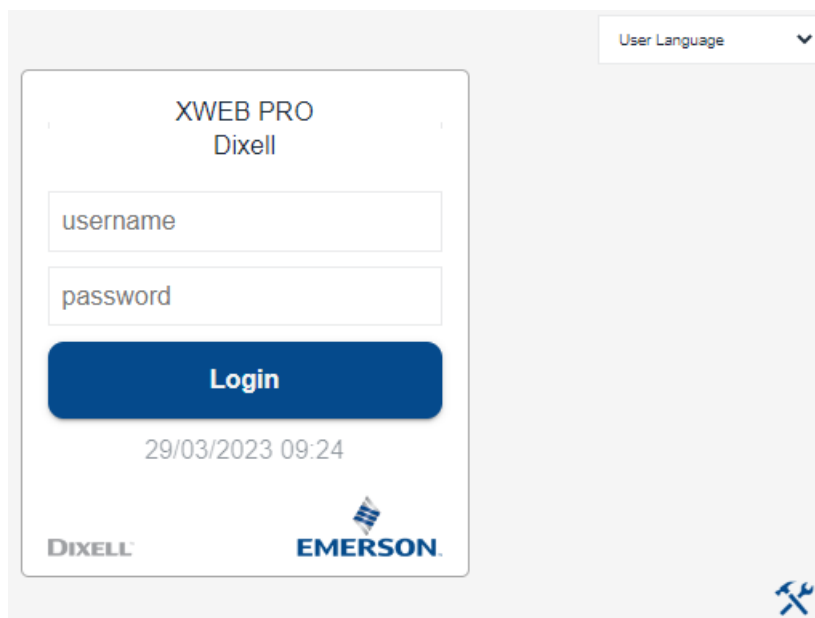 User Language
XWEB PRO
Dixell
username
password
Login
29/03/2023 09:24
DIXELL
EMERSON.